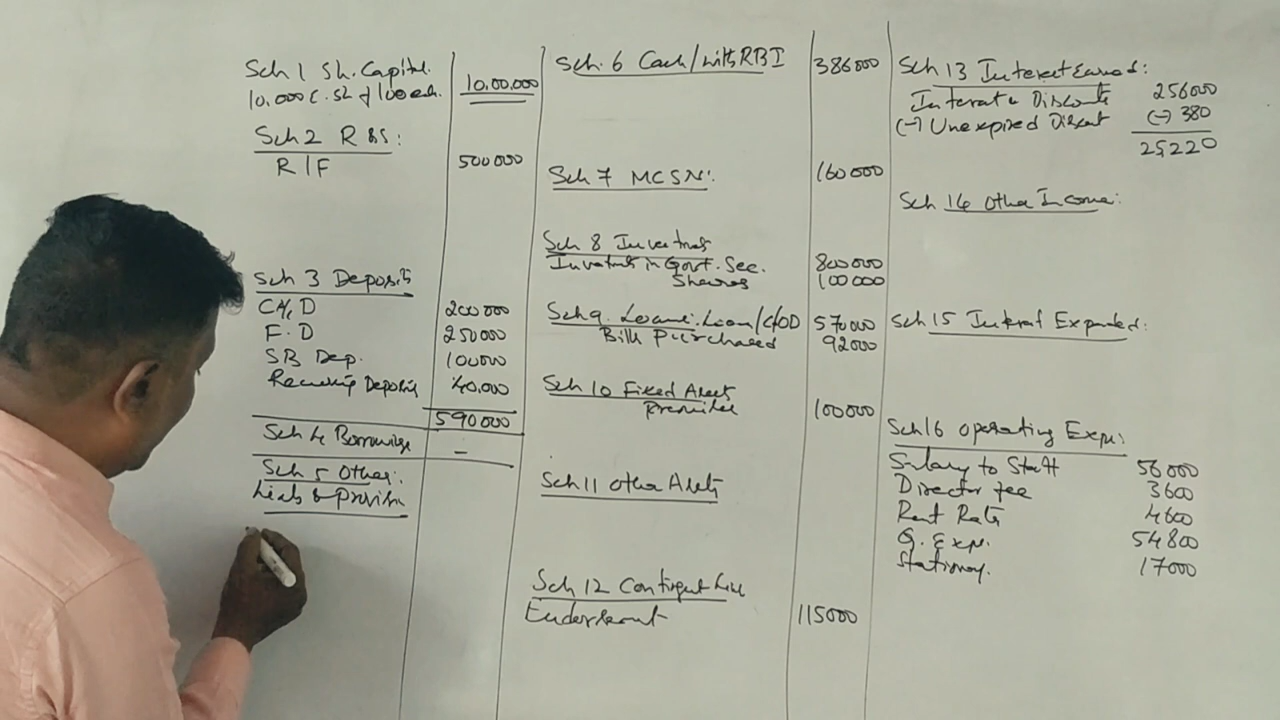 Sch 1 Sh. Capital.
10,000 E. Sh of 100 each. 10,00,000
Sch 2 R & S:
R/F 500000
Sch 3 Deposits
C/A D 200000
F.D 250000
SB Dep. 100000
Recurring Deposits 40,000
590000
Sch 4 Borrowings –
Sch 5 Other.
Liab & Provision
Sch. 6 Cash/with RBI 386000
Sch 7 MCSN: 160000
Sch 8 Investments
Investments in Govt. Sec. 800000
Shares 100000
Sch 9. Loans: Loan/C/OD 570000
Bills Purchased 92000
Sch 10 Fixed Assets
Premises 100000
Sch 11 Other Assets
Sch 12 Contingent Liab
Endorsement 115000
Sch 13 Interest Earned:
Interest & Discounts 256000
(-) Unexpired Discount (-) 380
25220
Sch 14 Other Income:
Sch 15 Interest Expended:
Sch 16 Operating Expe:
Salary to Staff 56000
Director fee 3600
Rent Rates 4600
G. Expe. 54800
Stationary. 17000